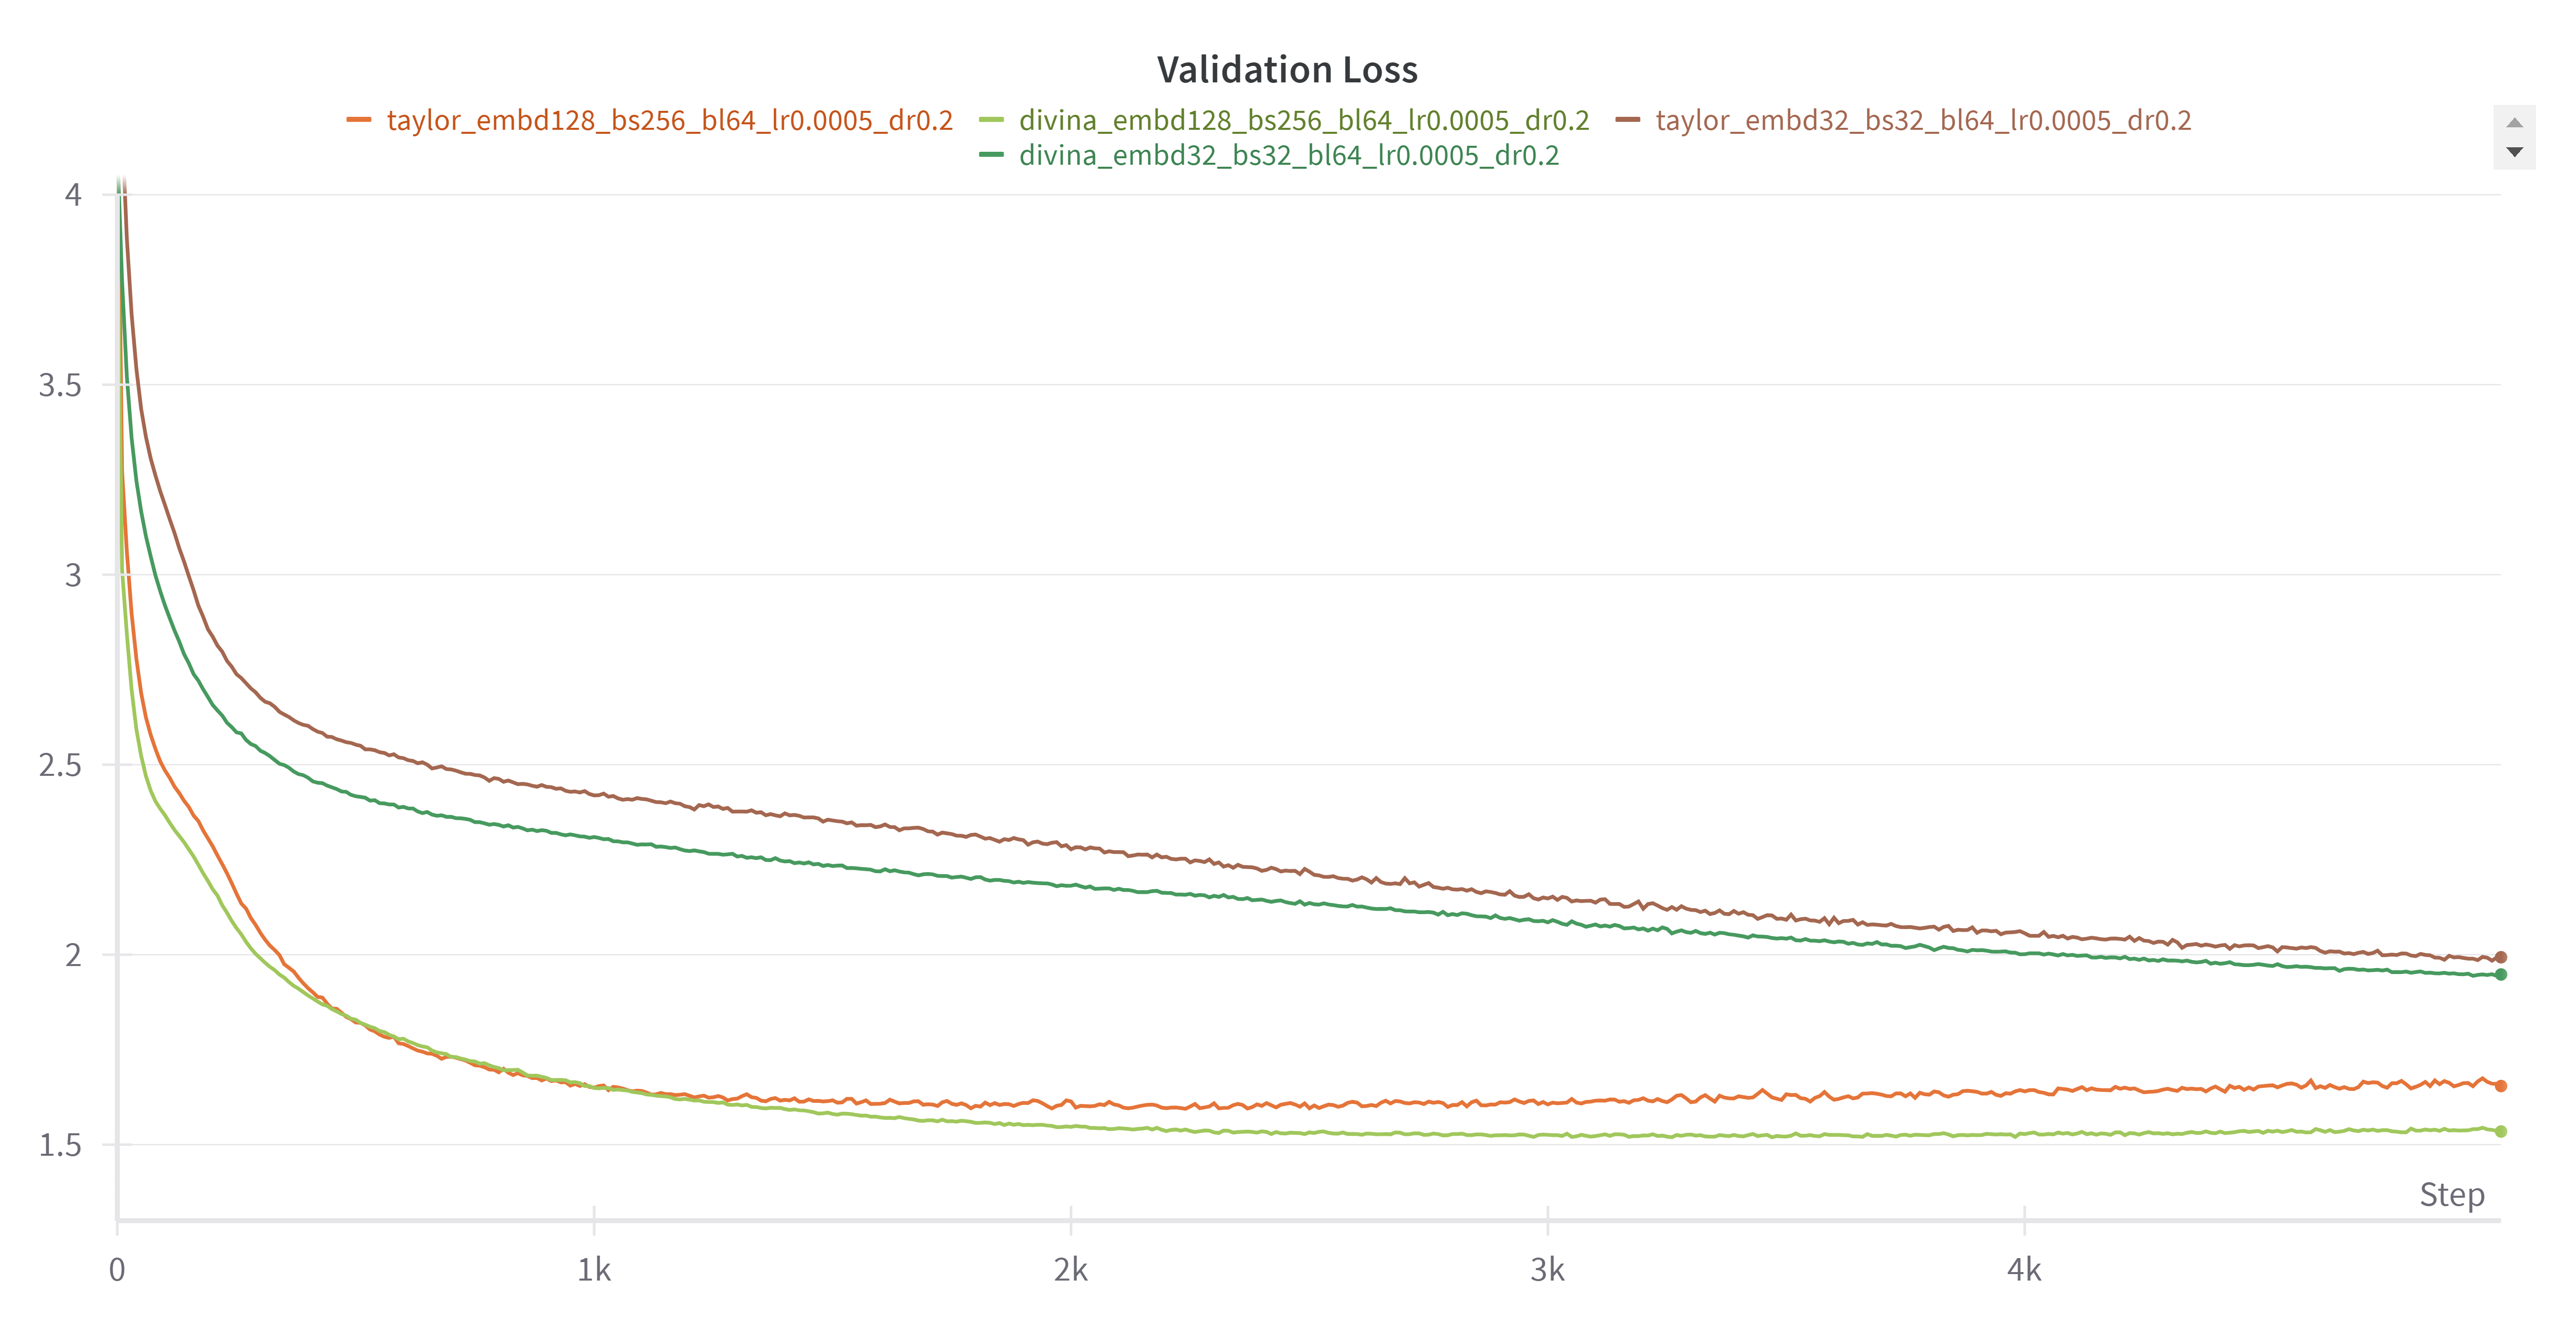 Validation Loss
taylor_embd128_bs256_bl64_lr0.0005_dr0.2 divina_embd128_bs256_bl64_lr0.0005_dr0.2 taylor_embd32_bs32_bl64_lr0.0005_dr0.2
divina_embd32_bs32_bl64_lr0.0005_dr0.2
4
3.5
3
2.5
2
1.5
Step
0 1k 2k 3k 4k